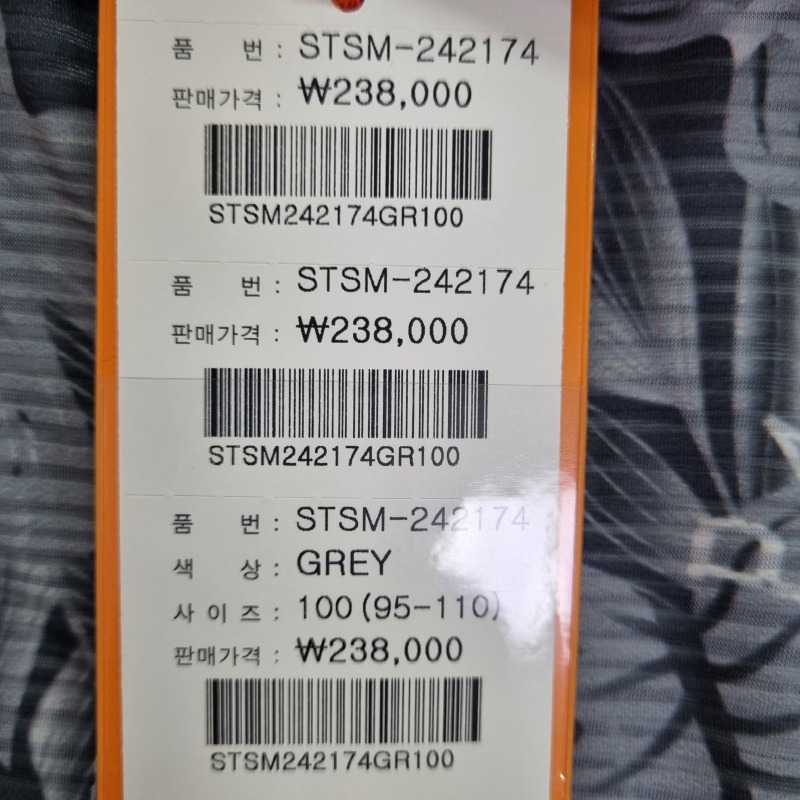 품 번 : STSM-242174
판매가격 : ₩238,000
STSM242174GR100
품 번 : STSM-242174
판매가격 : ₩238,000
STSM242174GR100
품 번 : STSM-242174
색 상 : GREY
사 이 즈 : 100 (95-110)
판매가격 : ₩238,000
STSM242174GR100